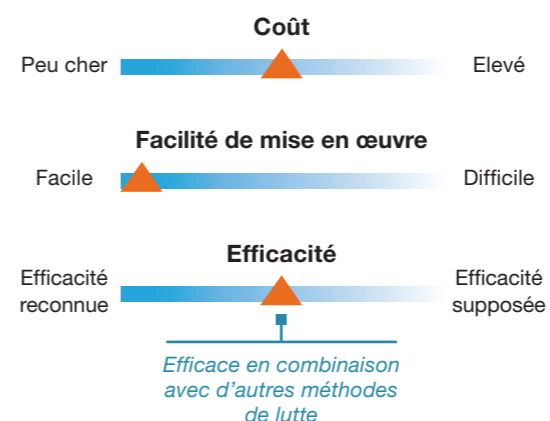 Coût
Peu cher
Elevé
Facilité de mise en œuvre
Facile
Difficile
Efficacité
Efficacité
reconnue
Efficacité
supposée
Efficace en combinaison
avec d’autres méthodes
de lutte